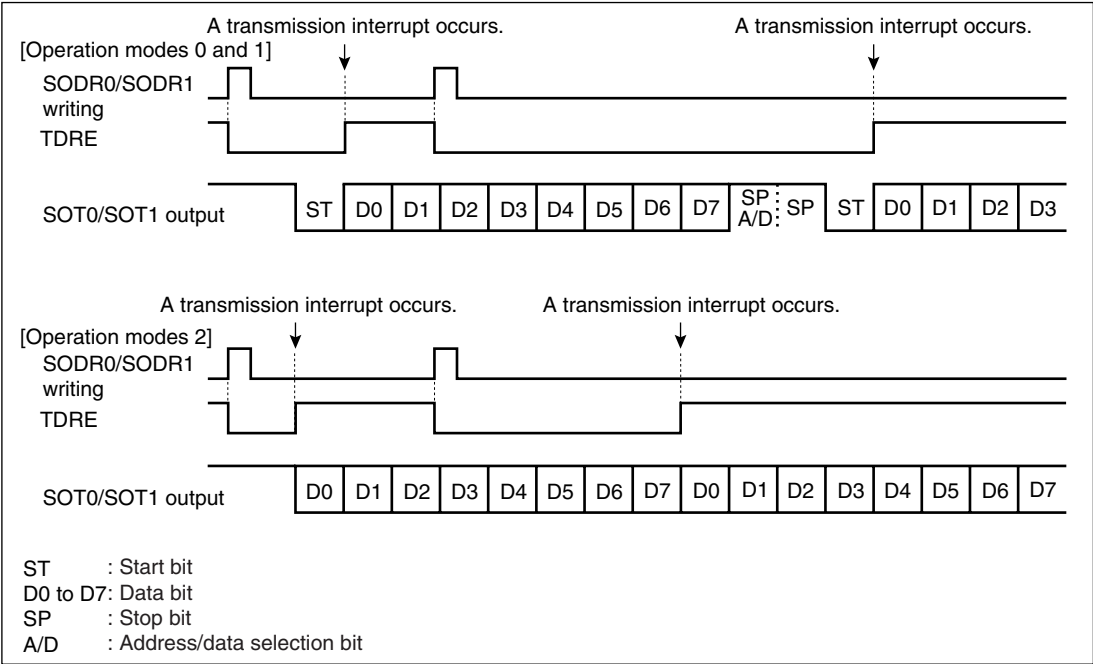 A transmission interrupt occurs. A transmission interrupt occurs.
[Operation modes 0 and 1]
SODR0/SODR1
writing
TDRE
SOT0/SOT1 output ST D0 D1 D2 D3 D4 D5 D6 D7 SP A/D SP ST D0 D1 D2 D3
A transmission interrupt occurs. A transmission interrupt occurs.
[Operation modes 2]
SODR0/SODR1
writing
TDRE
SOT0/SOT1 output D0 D1 D2 D3 D4 D5 D6 D7 D0 D1 D2 D3 D4 D5 D6 D7
ST : Start bit
D0 to D7: Data bit
SP : Stop bit
A/D : Address/data selection bit